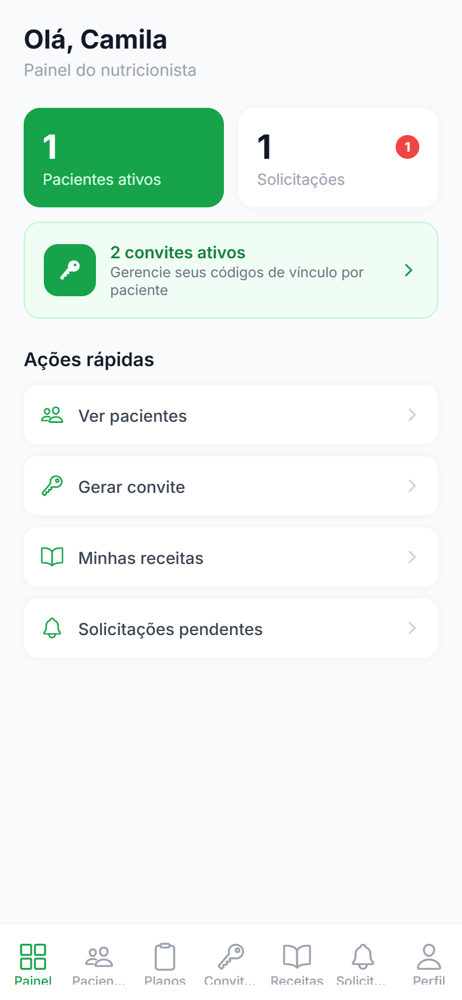 Olá, Camila
Painel do nutricionista
1
Pacientes ativos
1
1
Solicitações
2 convites ativos
Gerencie seus códigos de vínculo por
paciente
Ações rápidas
Ver pacientes
Gerar convite
Minhas receitas
Solicitações pendentes
Painel
Pacien...
Planos
Convit...
Receitas
Solicit...
Perfil